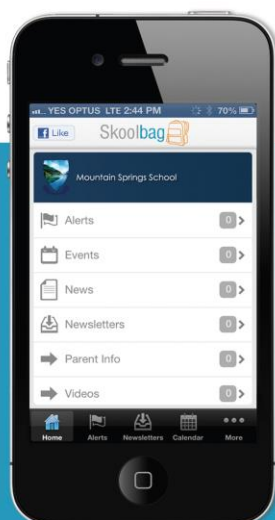 YES OPTUS LTE 2:44 PM 70%
f Like Skoolbag
Mountain Springs School
Alerts 0
Events 0
News 0
Newsletters 0
Parent Info 0
Videos 0
Home Alerts Newsletters Calendar More